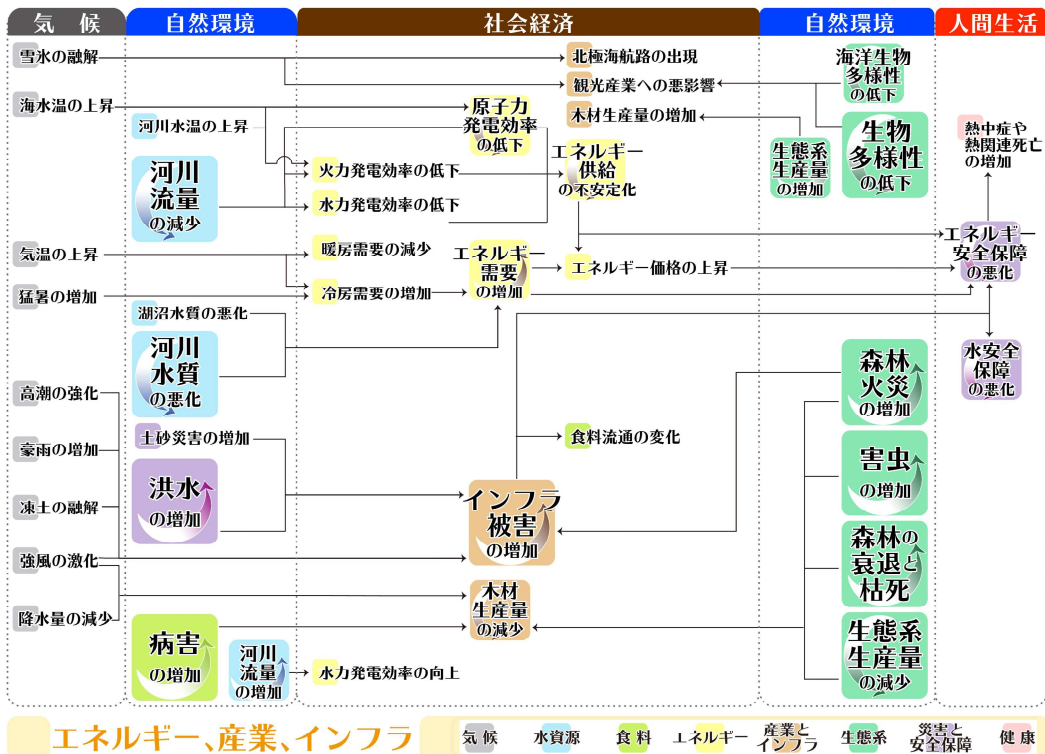 気 候
自然環境
社会経済
自然環境
人間生活
雪氷の融解
海水温の上昇
気温の上昇
猛暑の増加
高潮の強化
豪雨の増加
凍土の融解
強風の激化
降水量の減少
河川水温の上昇
河川
流量
の減少
湖沼水質の悪化
河川
水質
の悪化
土砂災害の増加
洪水
の増加
病害
の増加
河川
流量
の増加
北極海航路の出現
観光産業への悪影響
木材生産量の増加
原子力
発電効率
の低下
火力発電効率の低下
水力発電効率の低下
エネルギー
供給
の不安定化
暖房需要の減少
冷房需要の増加
エネルギー
需要
の増加
エネルギー価格の上昇
食料流通の変化
インフラ
被害
の増加
木材
生産量
の減少
水力発電効率の向上
海洋生物
多様性
の低下
生態系
生産量
の増加
生物
多様性
の低下
森林
火災
の増加
害虫
の増加
森林の
衰退と
枯死
生態系
生産量
の減少
熱中症や
熱関連死亡
の増加
エネルギー
安全保障
の悪化
水安全
保障
の悪化
エネルギー、産業、インフラ
気 候
水資源
食 料
エネルギー
産業と
インフラ
生態系
災害と
安全保障
健 康